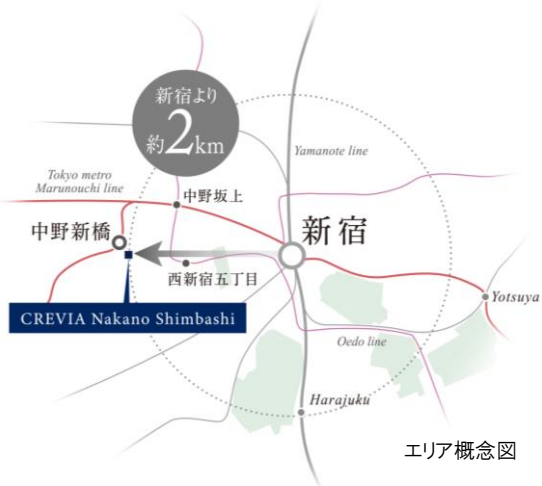 新宿より
約2km
Yamanote line
Tokyo metro
Marunouchi line
中野坂上
中野新橋
新宿
西新宿五丁目
CREVIA Nakano Shimbashi
Yotsuya
Oedo line
Harajuku
エリア概念図